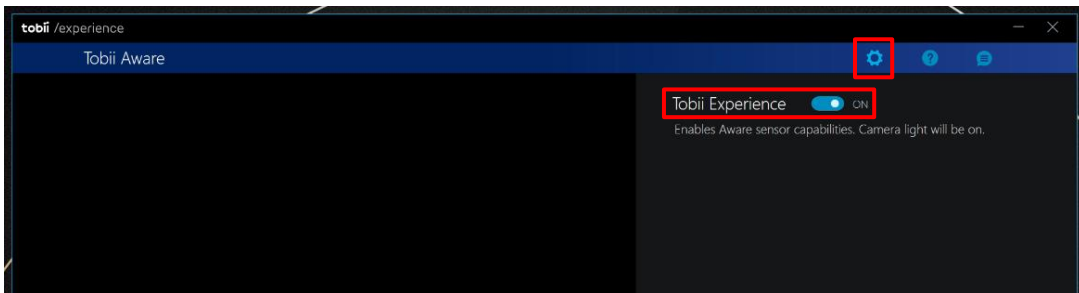 tobii /experience
Tobii Aware
Tobii Experience ON
Enables Aware sensor capabilities. Camera light will be on.